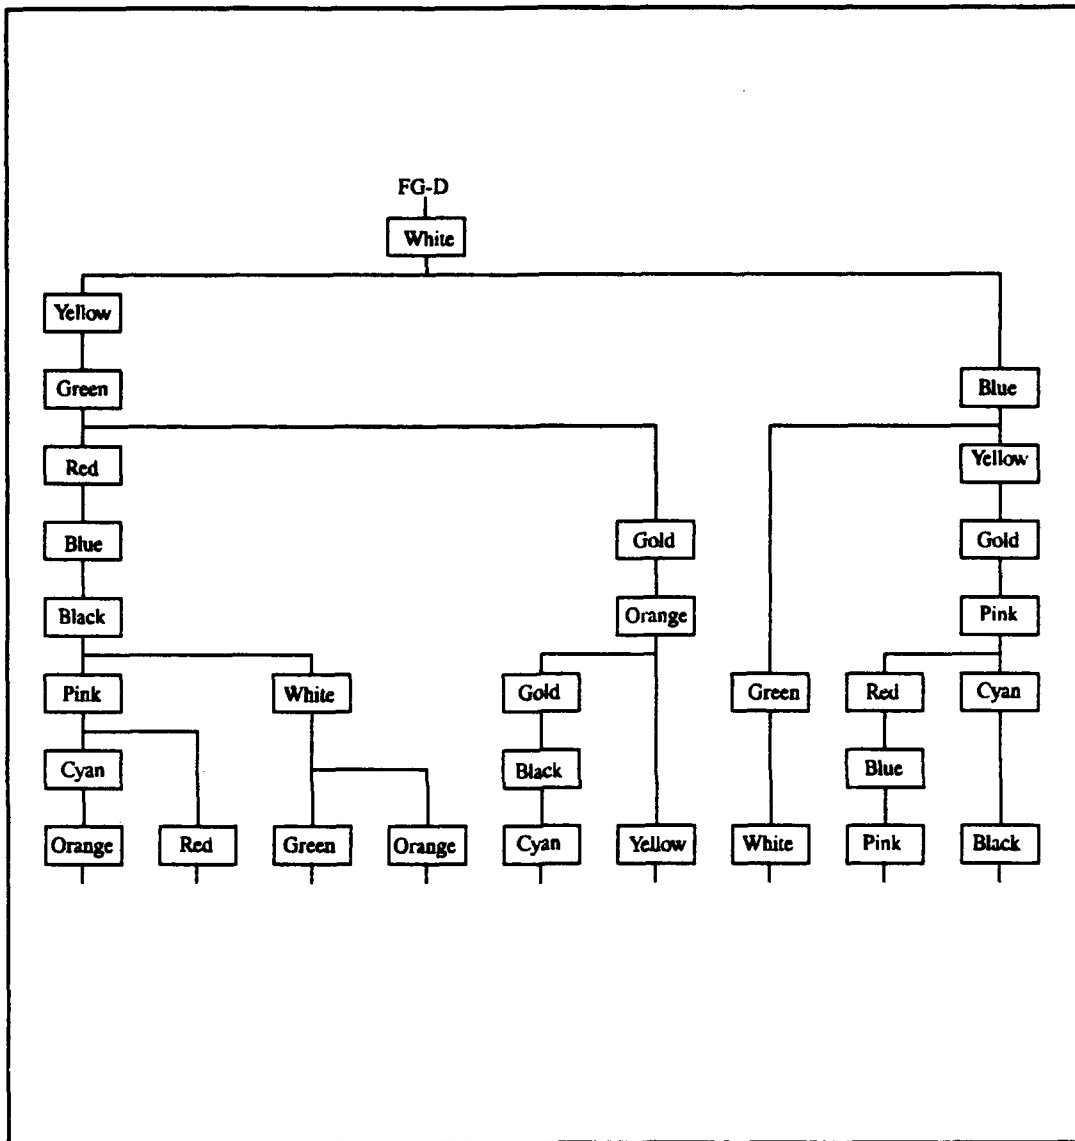 FG-D
White
Yellow
Green Blue
Red Yellow
Blue Gold Gold
Black Orange Pink
Pink White Gold Green Red Cyan
Cyan Black Blue
Orange Red Green Orange Cyan Yellow White Pink Black